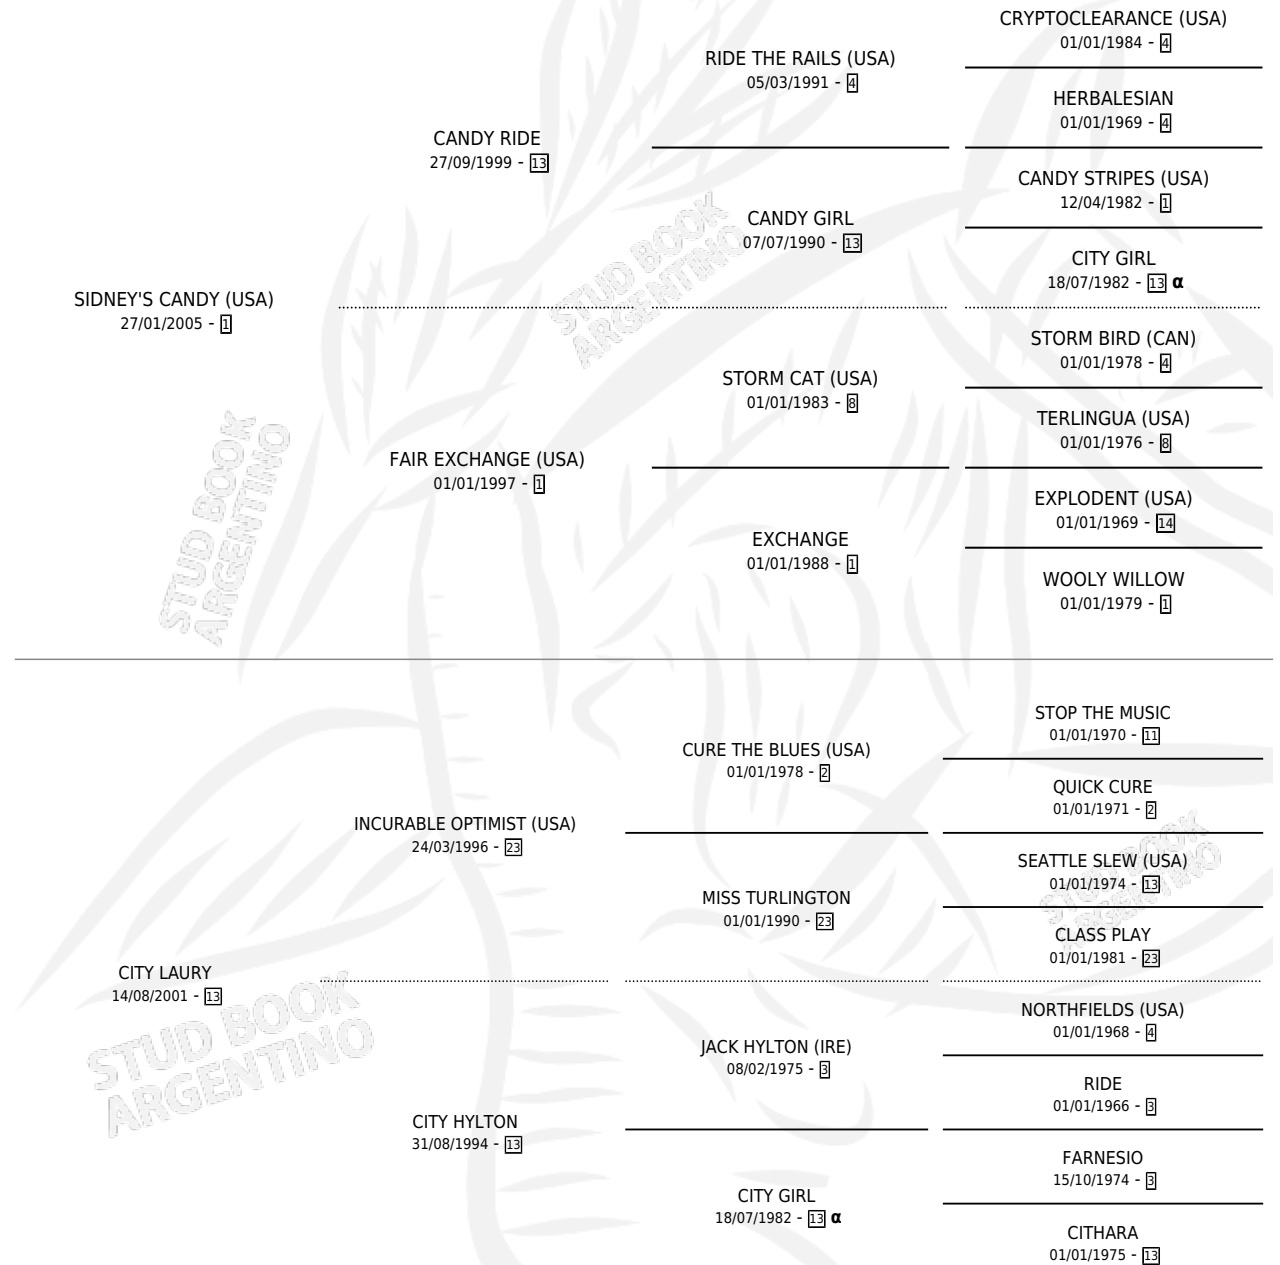 CRYPTOCLEARANCE (USA)
01/01/1984 - 4
RIDE THE RAILS (USA)
05/03/1991 - 4
HERBALESIAN
01/01/1969 - 4
CANDY RIDE
27/09/1999 - 13
CANDY STRIPES (USA)
12/04/1982 - 1
CANDY GIRL
07/07/1990 - 13
CITY GIRL
18/07/1982 - 13 α
SIDNEY'S CANDY (USA)
27/01/2005 - 1
STORM BIRD (CAN)
01/01/1978 - 4
STORM CAT (USA)
01/01/1983 - 8
TERLINGUA (USA)
01/01/1976 - 8
FAIR EXCHANGE (USA)
01/01/1997 - 1
EXPLODENT (USA)
01/01/1969 - 14
EXCHANGE
01/01/1988 - 1
WOOLY WILLOW
01/01/1979 - 1
STUD BOOK
ARGENTINO
STUD BOOK
ARGENTINO
STOP THE MUSIC
01/01/1970 - 11
CURE THE BLUES (USA)
01/01/1978 - 2
QUICK CURE
01/01/1971 - 2
INCURABLE OPTIMIST (USA)
24/03/1996 - 23
SEATTLE SLEW (USA)
01/01/1974 - 13
MISS TURLINGTON
01/01/1990 - 23
CLASS PLAY
01/01/1981 - 23
CITY LAURY
14/08/2001 - 13
NORTHFIELDS (USA)
01/01/1968 - 4
JACK HYLTON (IRE)
08/02/1975 - 3
RIDE
01/01/1966 - 3
CITY HYLTON
31/08/1994 - 13
FARNESIO
15/10/1974 - 3
CITY GIRL
18/07/1982 - 13 α
CITHARA
01/01/1975 - 13
STUD BOOK
ARGENTINO
STUD BOOK
ARGENTINO